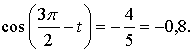 cos(3π/2 − t) = −4/5 = −0,8.